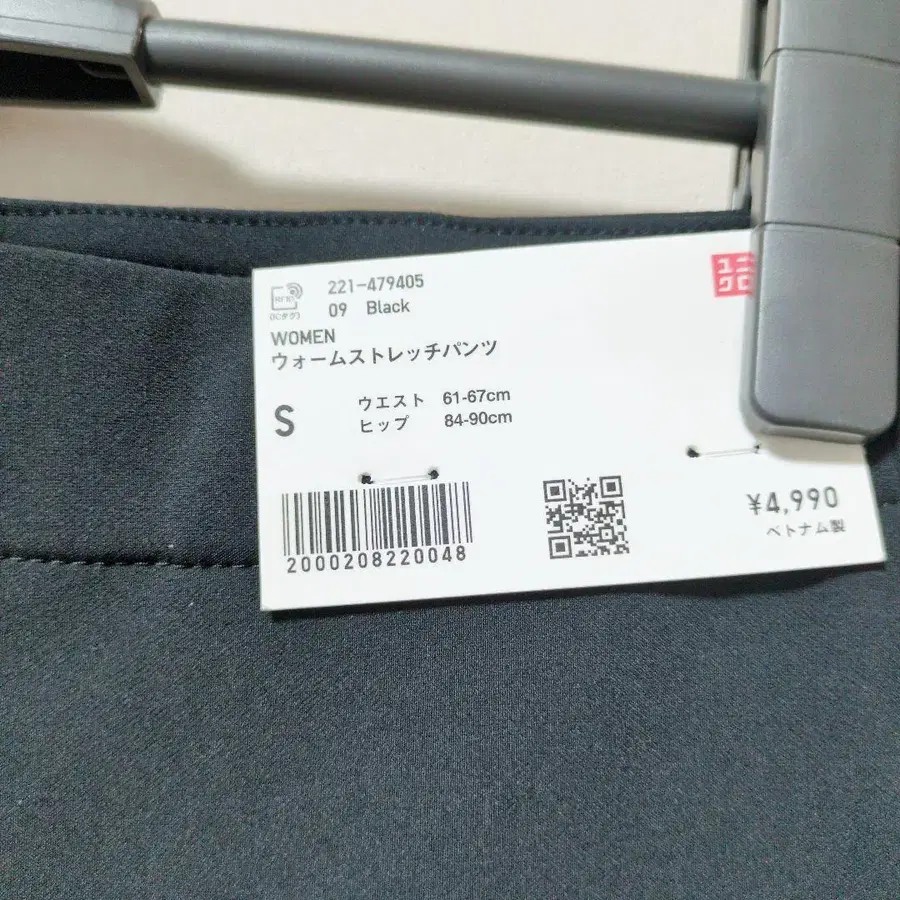 221-479405
09 Black
WOMEN
ウォームストレッチパンツ
S
ウエスト 61-67cm
ヒップ 84-90cm
2000208220048
¥4,990
ベトナム製